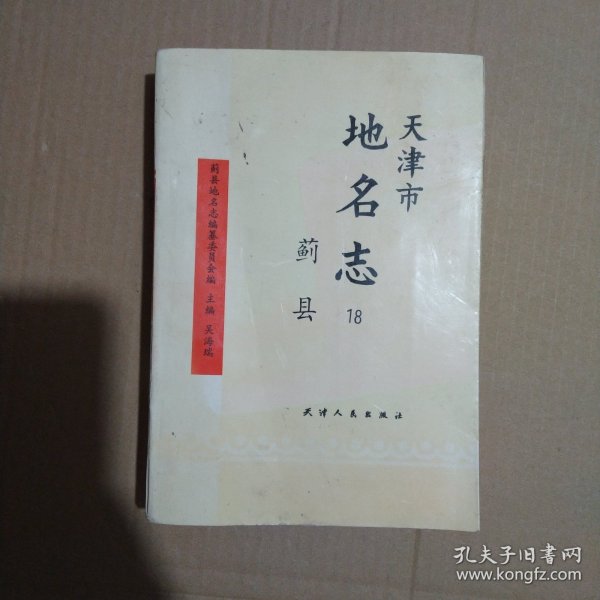 天津市
地名志
18
蓟县
蓟县地名志编纂委員会编 主编 吴海瑞
天津人民出版社
孔夫子旧書网
www.kongfz.com